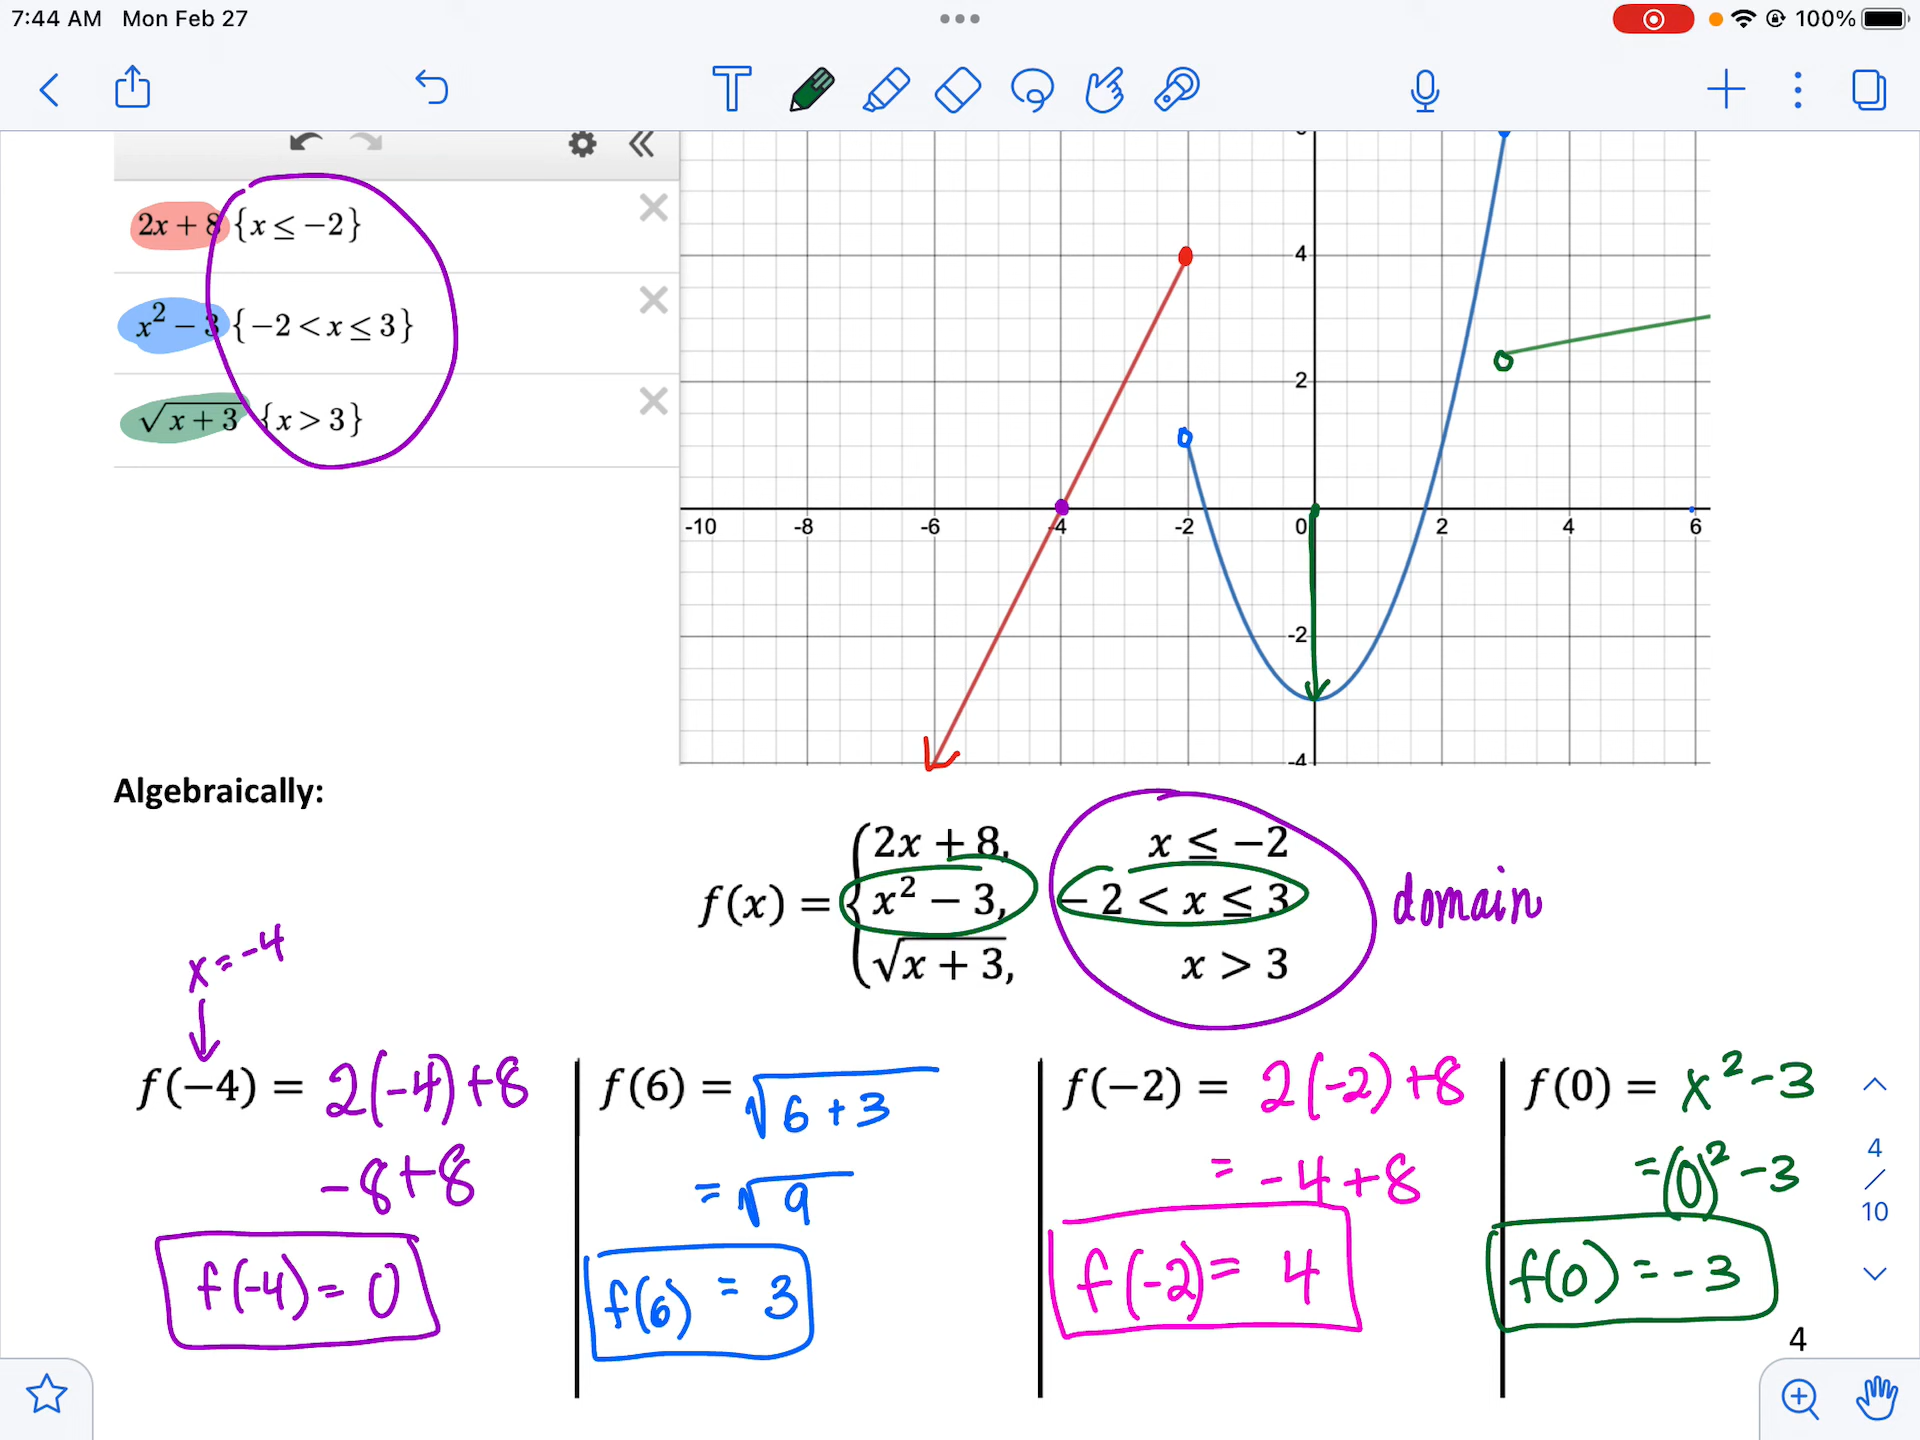 7:44 AM Mon Feb 27
100%
2x + 8 {x ≤ −2}
x² − 3 {−2 < x ≤ 3}
√x + 3 {x > 3}
4
2
-10 -8 -6 -4 -2 0 2 4 6
-2
-4
Algebraically:
2x + 8, x ≤ −2
f(x) = { x² − 3, − 2 < x ≤ 3 domain
√x + 3, x > 3
x = -4
f(−4) = 2(-4)+8
-8+8
f(-4) = 0
f(6) = √6 + 3
= √9
f(6) = 3
f(−2) = 2(-2)+8
= -4+8
f(-2) = 4
f(0) = x²-3
= (0)²-3
f(0) = -3
4
/
10
4